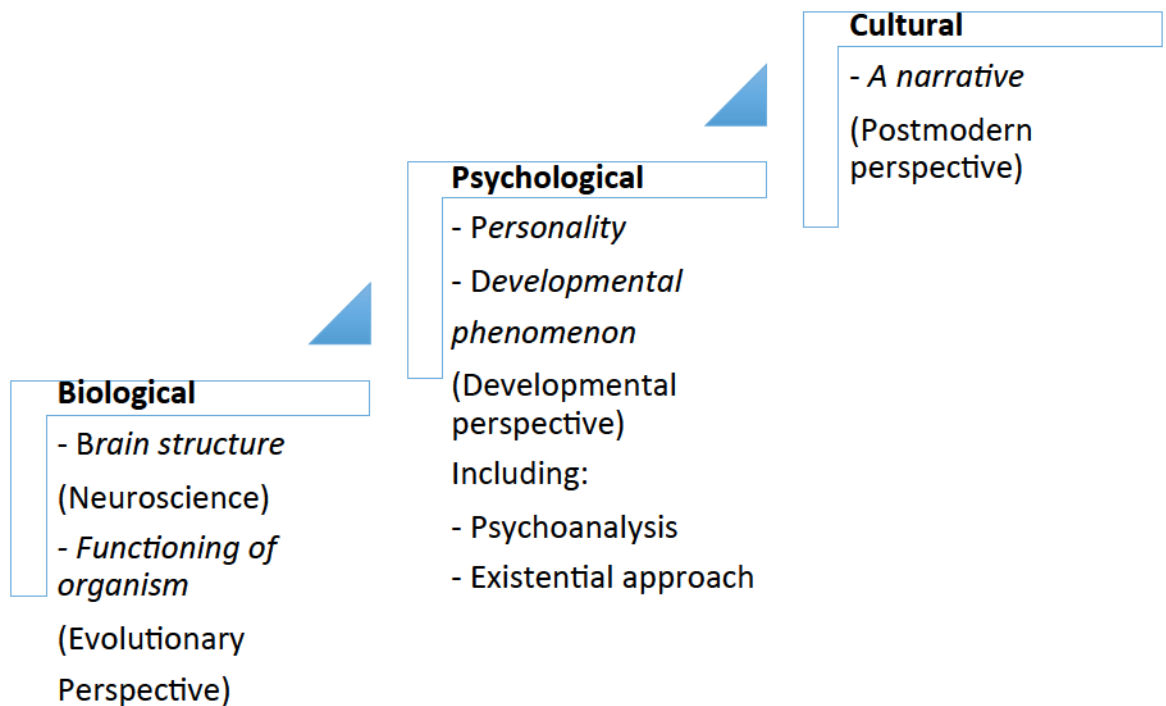 Cultural
- A narrative
(Postmodern
perspective)
Psychological
- Personality
- Developmental
phenomenon
(Developmental
perspective)
Including:
- Psychoanalysis
- Existential approach
Biological
- Brain structure
(Neuroscience)
- Functioning of
organism
(Evolutionary
Perspective)